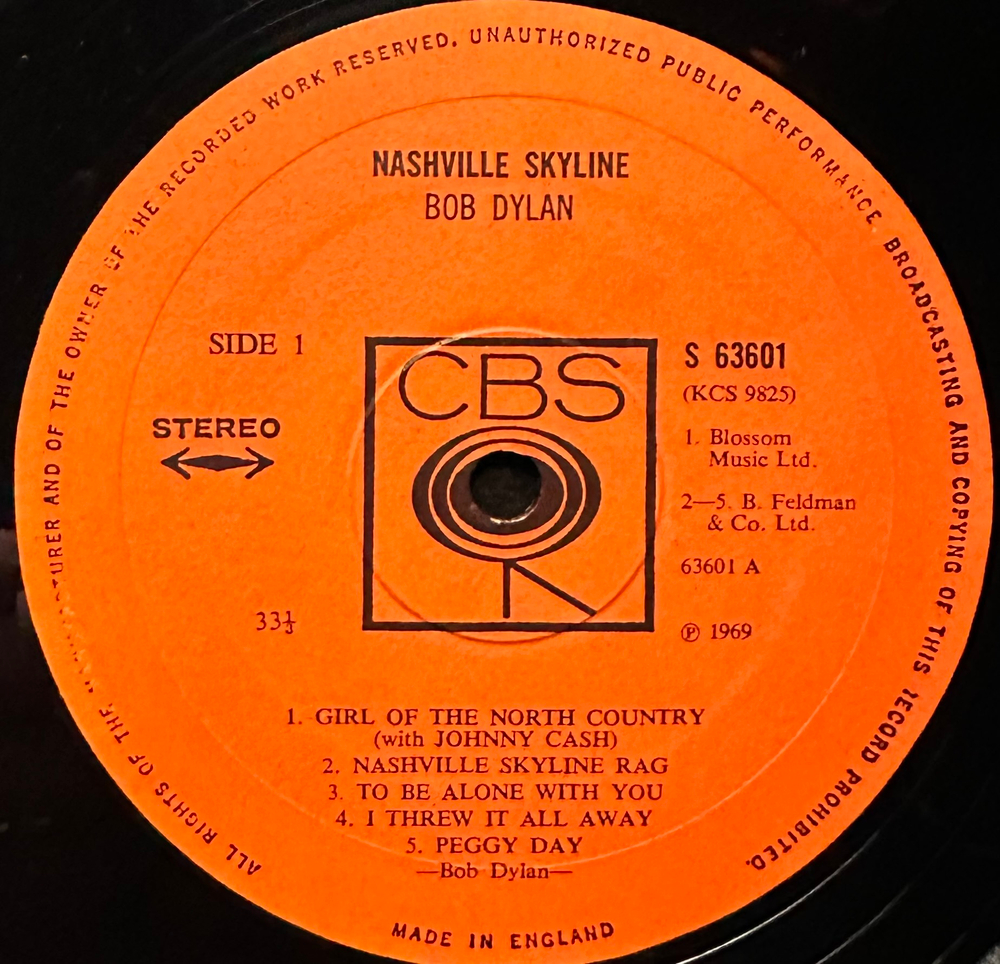 ALL RIGHTS OF THE MANUFACTURER AND OF THE OWNER OF THE RECORDED WORK RESERVED. UNAUTHORIZED PUBLIC PERFORMANCE, BROADCASTING AND COPYING OF THIS RECORD PROHIBITED.
NASHVILLE SKYLINE
BOB DYLAN
SIDE 1
STEREO
33⅓
CBS
S 63601
(KCS 9825)
1. Blossom
Music Ltd.
2—5. B. Feldman
& Co. Ltd.
63601 A
℗ 1969
1. GIRL OF THE NORTH COUNTRY
(with JOHNNY CASH)
2. NASHVILLE SKYLINE RAG
3. TO BE ALONE WITH YOU
4. I THREW IT ALL AWAY
5. PEGGY DAY
—Bob Dylan—
MADE IN ENGLAND